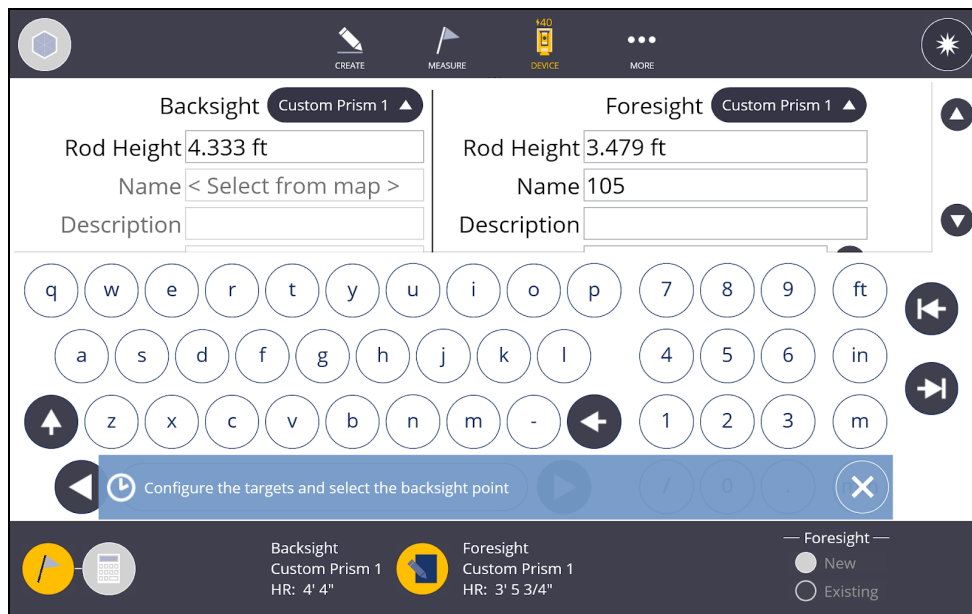 40
CREATE
MEASURE
DEVICE
MORE
Backsight Custom Prism 1
Foresight Custom Prism 1
Rod Height 4.333 ft
Rod Height 3.479 ft
Name < Select from map >
Name 105
Description
Description
q w e r t y u i o p 7 8 9 ft
a s d f g h j k l 4 5 6 in
z x c v b n m - 1 2 3 m
Configure the targets and select the backsight point
/ 0 .
Backsight
Custom Prism 1
HR: 4' 4"
Foresight
Custom Prism 1
HR: 3' 5 3/4"
Foresight
New
Existing